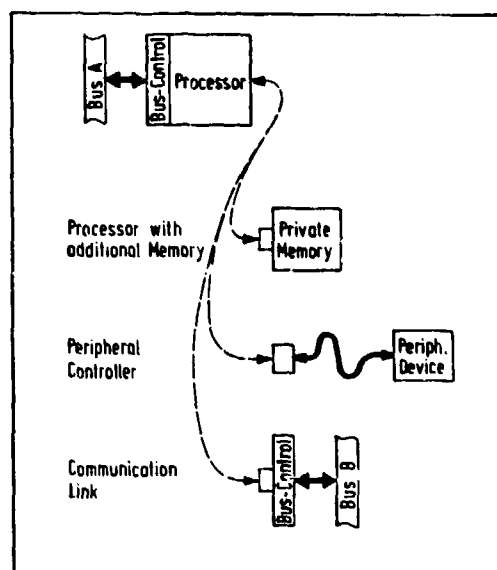 Bus A
Bus-Control
Processor
Processor with
additional Memory
Private
Memory
Peripheral
Controller
Periph.
Device
Communication
Link
Bus-Control
Bus B